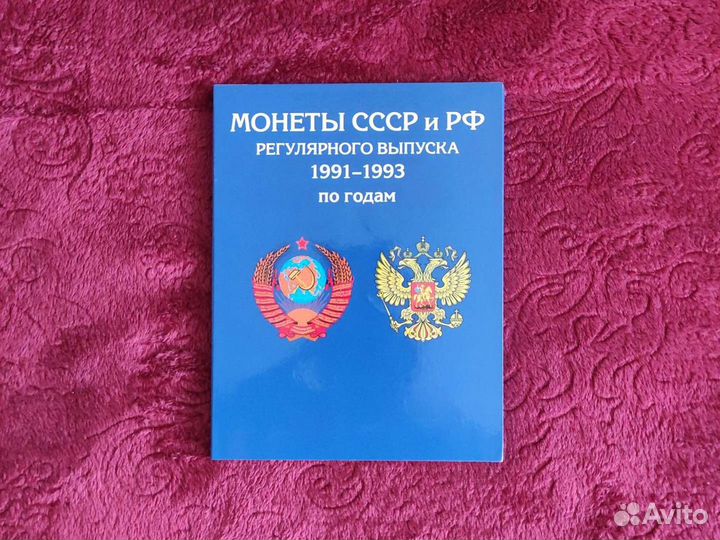 МОНЕТЫ СССР и РФ
РЕГУЛЯРНОГО ВЫПУСКА
1991–1993
по годам
Avito